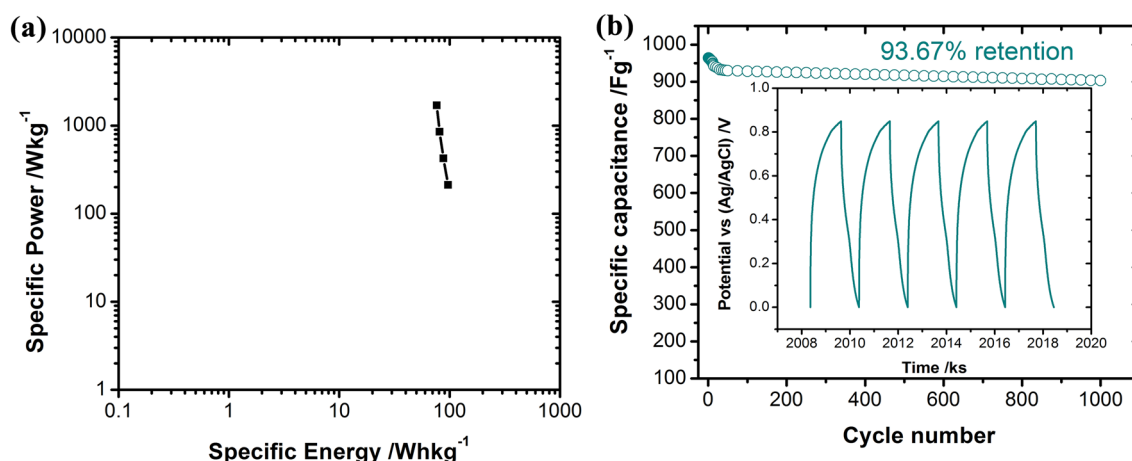 (a)
10000
1000
100
10
1
Specific Power /Wkg⁻¹
0.1 1 10 100 1000
Specific Energy /Whkg⁻¹
(b)
1000
900
800
700
600
500
400
300
200
100
Specific capacitance /Fg⁻¹
93.67% retention
1.0
0.8
0.6
0.4
0.2
0.0
Potential vs (Ag/AgCl) /V
2008 2010 2012 2014 2016 2018 2020
Time /ks
0 200 400 600 800 1000
Cycle number